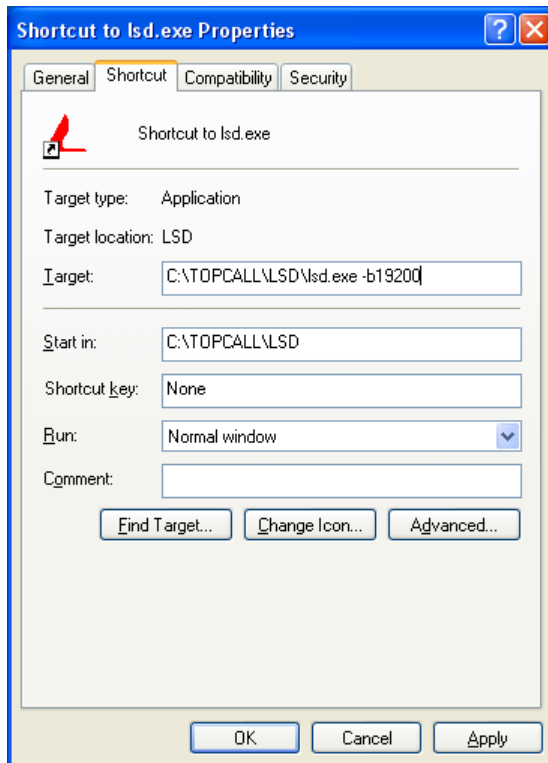 Shortcut to lsd.exe Properties
General Shortcut Compatibility Security
Shortcut to lsd.exe
Target type: Application
Target location: LSD
Target: C:\TOPCALL\LSD\lsd.exe -b19200
Start in: C:\TOPCALL\LSD
Shortcut key: None
Run: Normal window
Comment:
Find Target... Change Icon... Advanced...
OK Cancel Apply